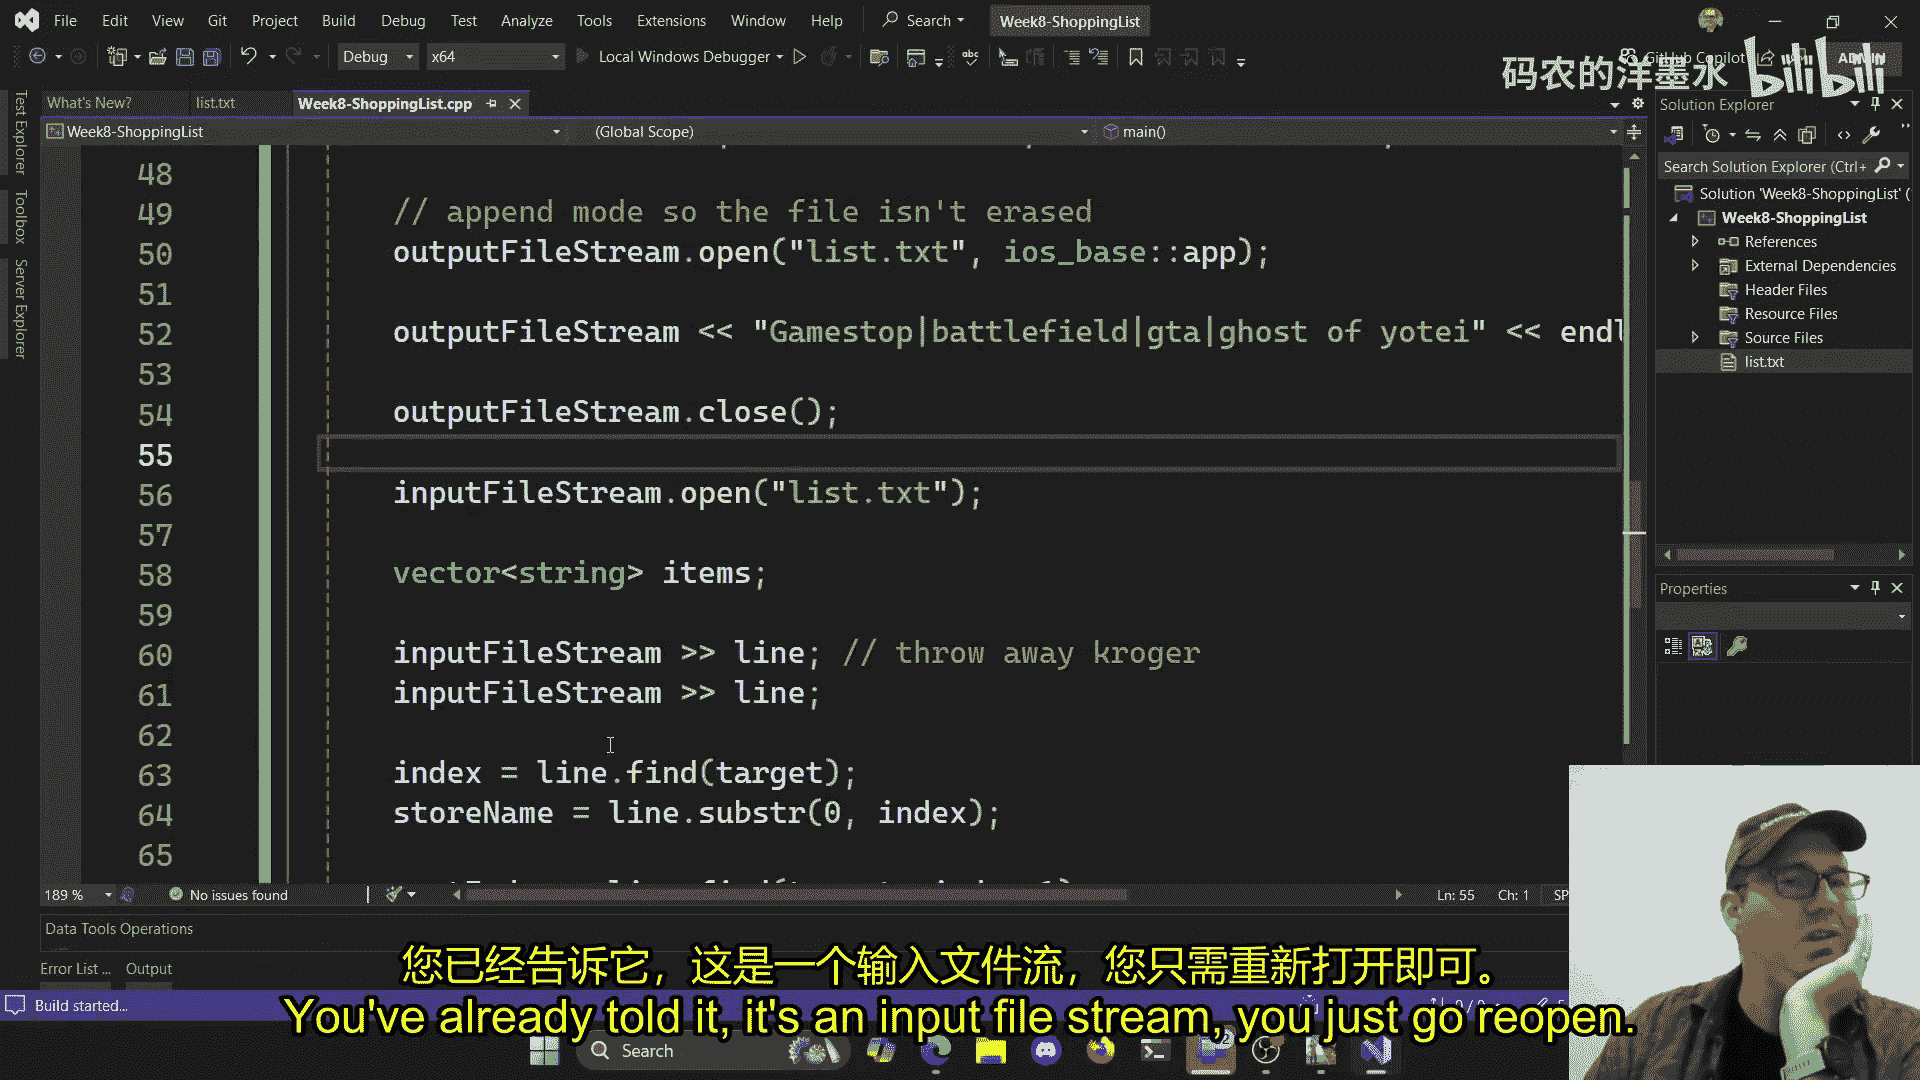 File Edit View Git Project Build Debug Test Analyze Tools Extensions Window Help Search Week8-ShoppingList
Debug x64 Local Windows Debugger GitHub Copilot ADMIN
码农的洋墨水 bilibili
What's New? list.txt Week8-ShoppingList.cpp
Week8-ShoppingList (Global Scope) main()
Test Explorer
Toolbox
Server Explorer
48
49 // append mode so the file isn't erased
50 outputFileStream.open("list.txt", ios_base::app);
51
52 outputFileStream << "Gamestop|battlefield|gta|ghost of yotei" << endl
53
54 outputFileStream.close();
55
56 inputFileStream.open("list.txt");
57
58 vector<string> items;
59
60 inputFileStream >> line; // throw away kroger
61 inputFileStream >> line;
62
63 index = line.find(target);
64 storeName = line.substr(0, index);
65
189 % No issues found Ln: 55 Ch: 1 SP
Solution Explorer
Search Solution Explorer (Ctrl+
Solution 'Week8-ShoppingList' (
Week8-ShoppingList
References
External Dependencies
Header Files
Resource Files
Source Files
list.txt
Properties
Data Tools Operations
Error List ... Output
Build started...
您已经告诉它，这是一个输入文件流，您只需重新打开即可。
You've already told it, it's an input file stream, you just go reopen.
Search